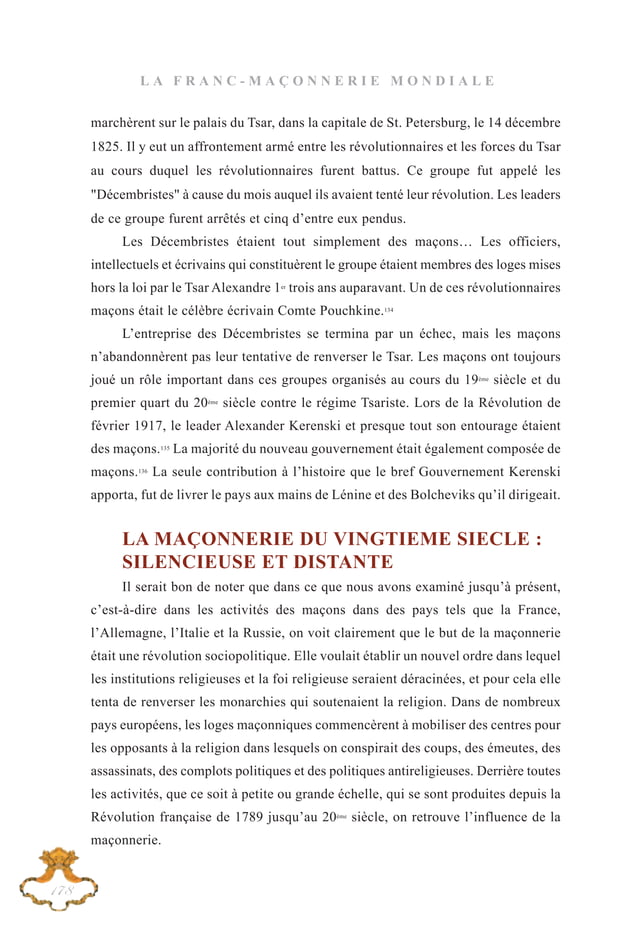 LA FRANC-MAÇONNERIE MONDIALE
marchèrent sur le palais du Tsar, dans la capitale de St. Petersburg, le 14 décembre
1825. Il y eut un affrontement armé entre les révolutionnaires et les forces du Tsar
au cours duquel les révolutionnaires furent battus. Ce groupe fut appelé les
"Décembristes" à cause du mois auquel ils avaient tenté leur révolution. Les leaders
de ce groupe furent arrêtés et cinq d’entre eux pendus.
Les Décembristes étaient tout simplement des maçons… Les officiers,
intellectuels et écrivains qui constituèrent le groupe étaient membres des loges mises
hors la loi par le Tsar Alexandre 1er trois ans auparavant. Un de ces révolutionnaires
maçons était le célèbre écrivain Comte Pouchkine.134
L’entreprise des Décembristes se termina par un échec, mais les maçons
n’abandonnèrent pas leur tentative de renverser le Tsar. Les maçons ont toujours
joué un rôle important dans ces groupes organisés au cours du 19ème siècle et du
premier quart du 20ème siècle contre le régime Tsariste. Lors de la Révolution de
février 1917, le leader Alexander Kerenski et presque tout son entourage étaient
des maçons.135 La majorité du nouveau gouvernement était également composée de
maçons.136 La seule contribution à l’histoire que le bref Gouvernement Kerenski
apporta, fut de livrer le pays aux mains de Lénine et des Bolcheviks qu’il dirigeait.
LA MAÇONNERIE DU VINGTIEME SIECLE :
SILENCIEUSE ET DISTANTE
Il serait bon de noter que dans ce que nous avons examiné jusqu’à présent,
c’est-à-dire dans les activités des maçons dans des pays tels que la France,
l’Allemagne, l’Italie et la Russie, on voit clairement que le but de la maçonnerie
était une révolution sociopolitique. Elle voulait établir un nouvel ordre dans lequel
les institutions religieuses et la foi religieuse seraient déracinées, et pour cela elle
tenta de renverser les monarchies qui soutenaient la religion. Dans de nombreux
pays européens, les loges maçonniques commencèrent à mobiliser des centres pour
les opposants à la religion dans lesquels on conspirait des coups, des émeutes, des
assassinats, des complots politiques et des politiques antireligieuses. Derrière toutes
les activités, que ce soit à petite ou grande échelle, qui se sont produites depuis la
Révolution française de 1789 jusqu’au 20ème siècle, on retrouve l’influence de la
maçonnerie.
178